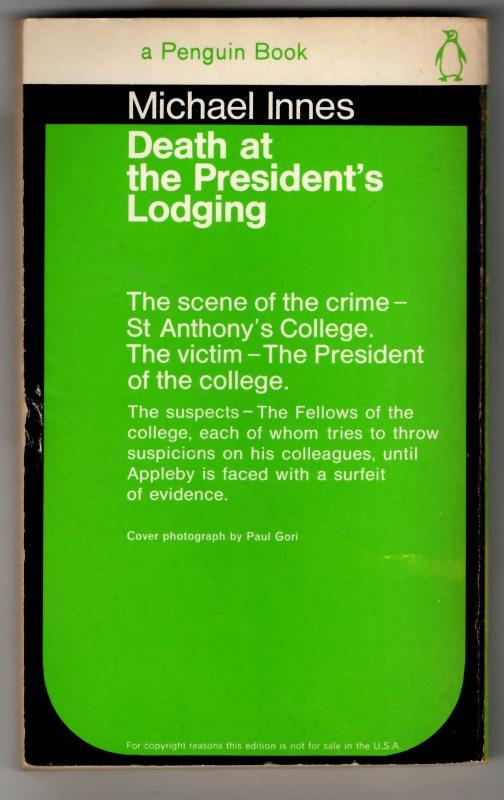 a Penguin Book
Michael Innes
Death at
the President's
Lodging
The scene of the crime –
St Anthony's College.
The victim – The President
of the college.
The suspects – The Fellows of the
college, each of whom tries to throw
suspicions on his colleagues, until
Appleby is faced with a surfeit
of evidence.
Cover photograph by Paul Gori
For copyright reasons this edition is not for sale in the U.S.A.